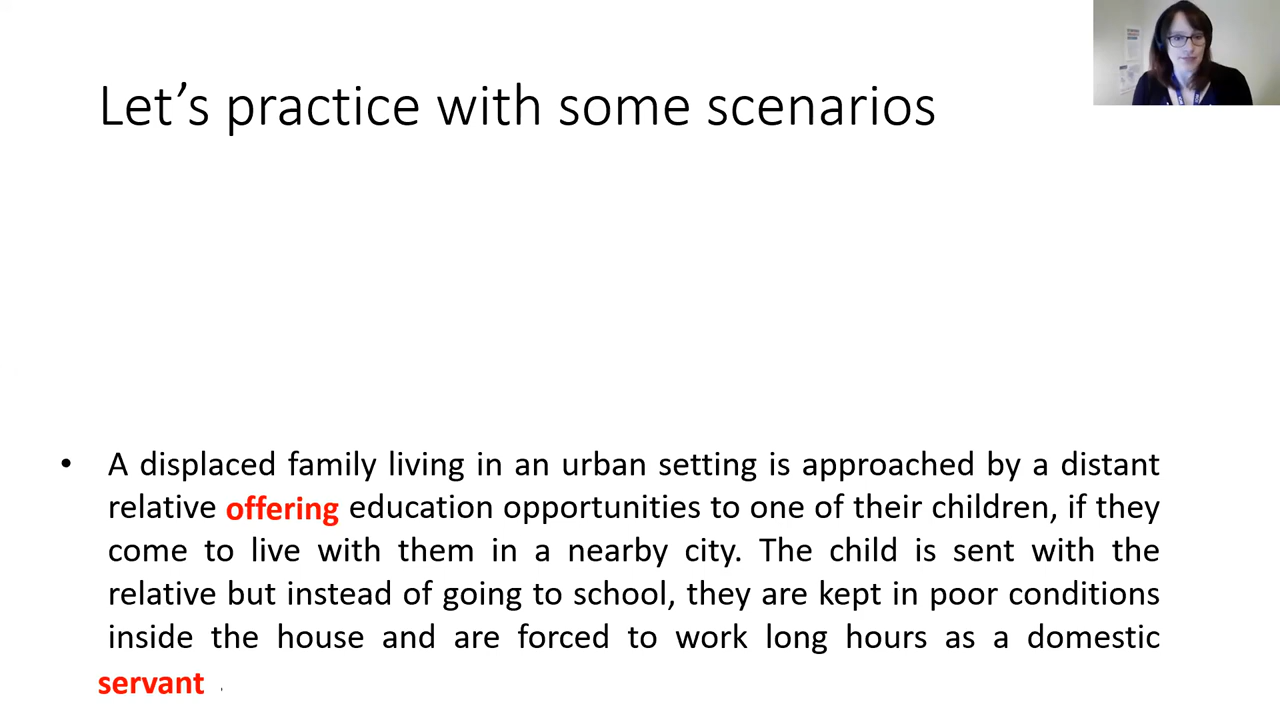 Let's practice with some scenarios
• A displaced family living in an urban setting is approached by a distant
relative offering education opportunities to one of their children, if they
come to live with them in a nearby city. The child is sent with the
relative but instead of going to school, they are kept in poor conditions
inside the house and are forced to work long hours as a domestic
servant .